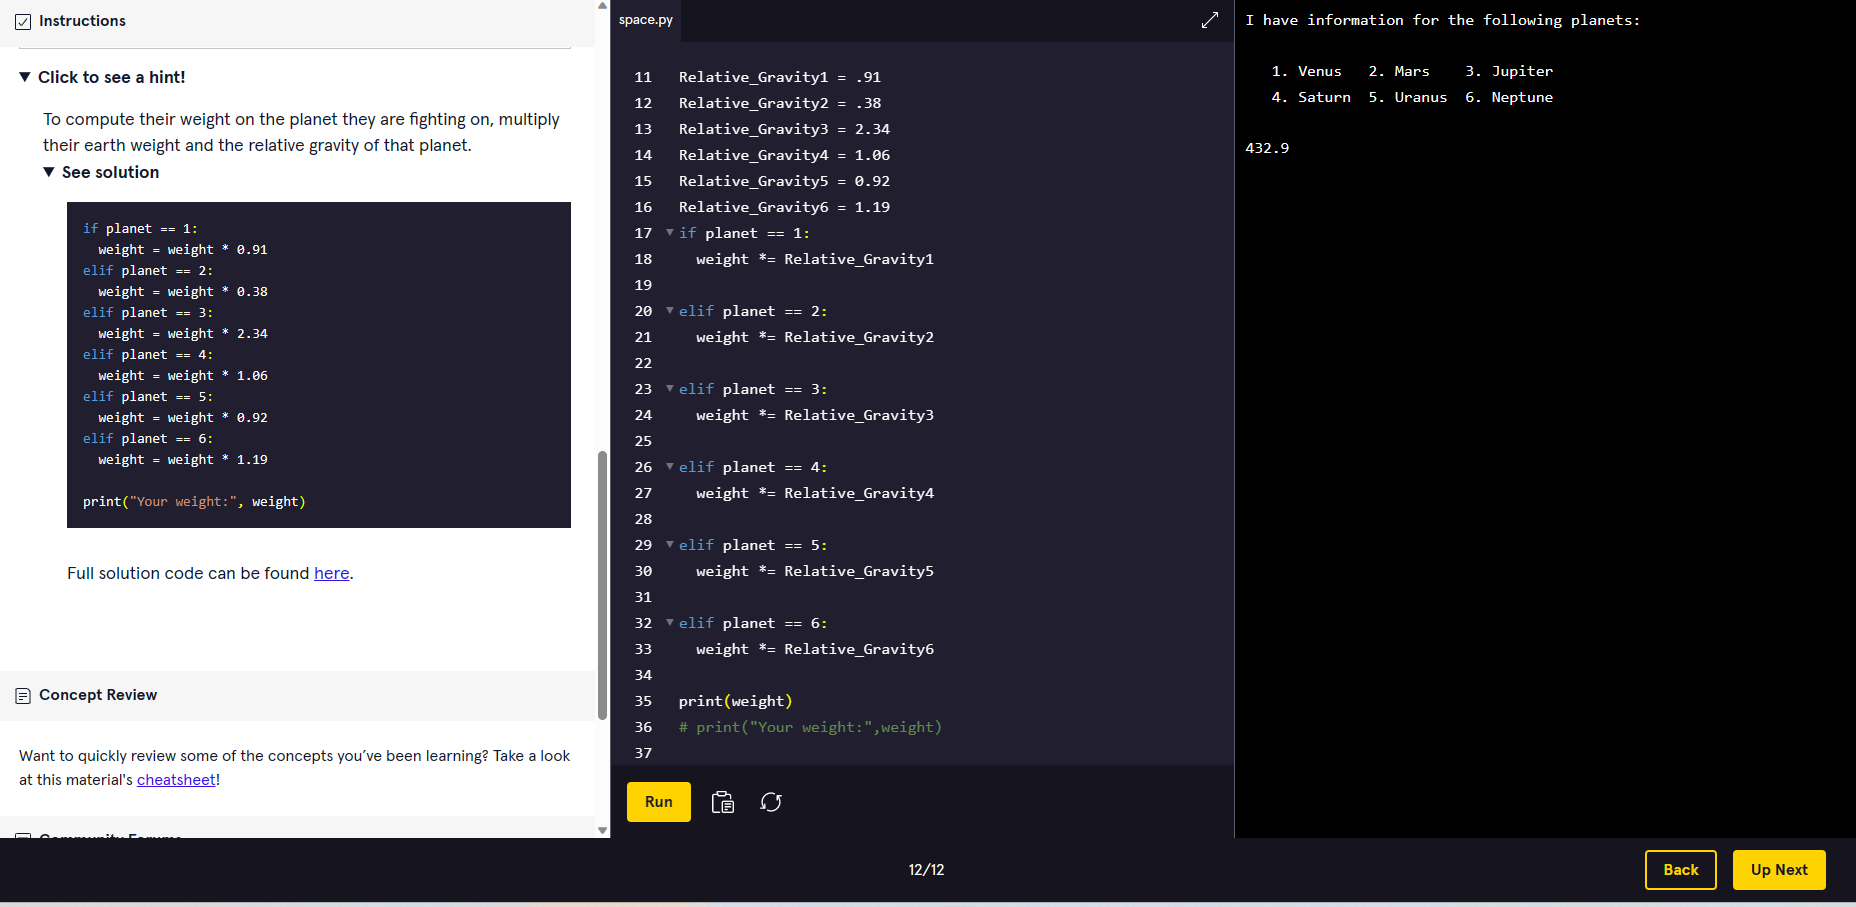 Instructions
Click to see a hint!
To compute their weight on the planet they are fighting on, multiply
their earth weight and the relative gravity of that planet.
See solution
if planet == 1:
  weight = weight * 0.91
elif planet == 2:
  weight = weight * 0.38
elif planet == 3:
  weight = weight * 2.34
elif planet == 4:
  weight = weight * 1.06
elif planet == 5:
  weight = weight * 0.92
elif planet == 6:
  weight = weight * 1.19
print("Your weight:", weight)
Full solution code can be found here.
Concept Review
Want to quickly review some of the concepts you’ve been learning? Take a look
at this material's cheatsheet!
Community Forums
space.py
11 Relative_Gravity1 = .91
12 Relative_Gravity2 = .38
13 Relative_Gravity3 = 2.34
14 Relative_Gravity4 = 1.06
15 Relative_Gravity5 = 0.92
16 Relative_Gravity6 = 1.19
17 if planet == 1:
18   weight *= Relative_Gravity1
19
20 elif planet == 2:
21   weight *= Relative_Gravity2
22
23 elif planet == 3:
24   weight *= Relative_Gravity3
25
26 elif planet == 4:
27   weight *= Relative_Gravity4
28
29 elif planet == 5:
30   weight *= Relative_Gravity5
31
32 elif planet == 6:
33   weight *= Relative_Gravity6
34
35 print(weight)
36 # print("Your weight:",weight)
37
Run
I have information for the following planets:
1. Venus 2. Mars 3. Jupiter
4. Saturn 5. Uranus 6. Neptune
432.9
12/12
Back
Up Next